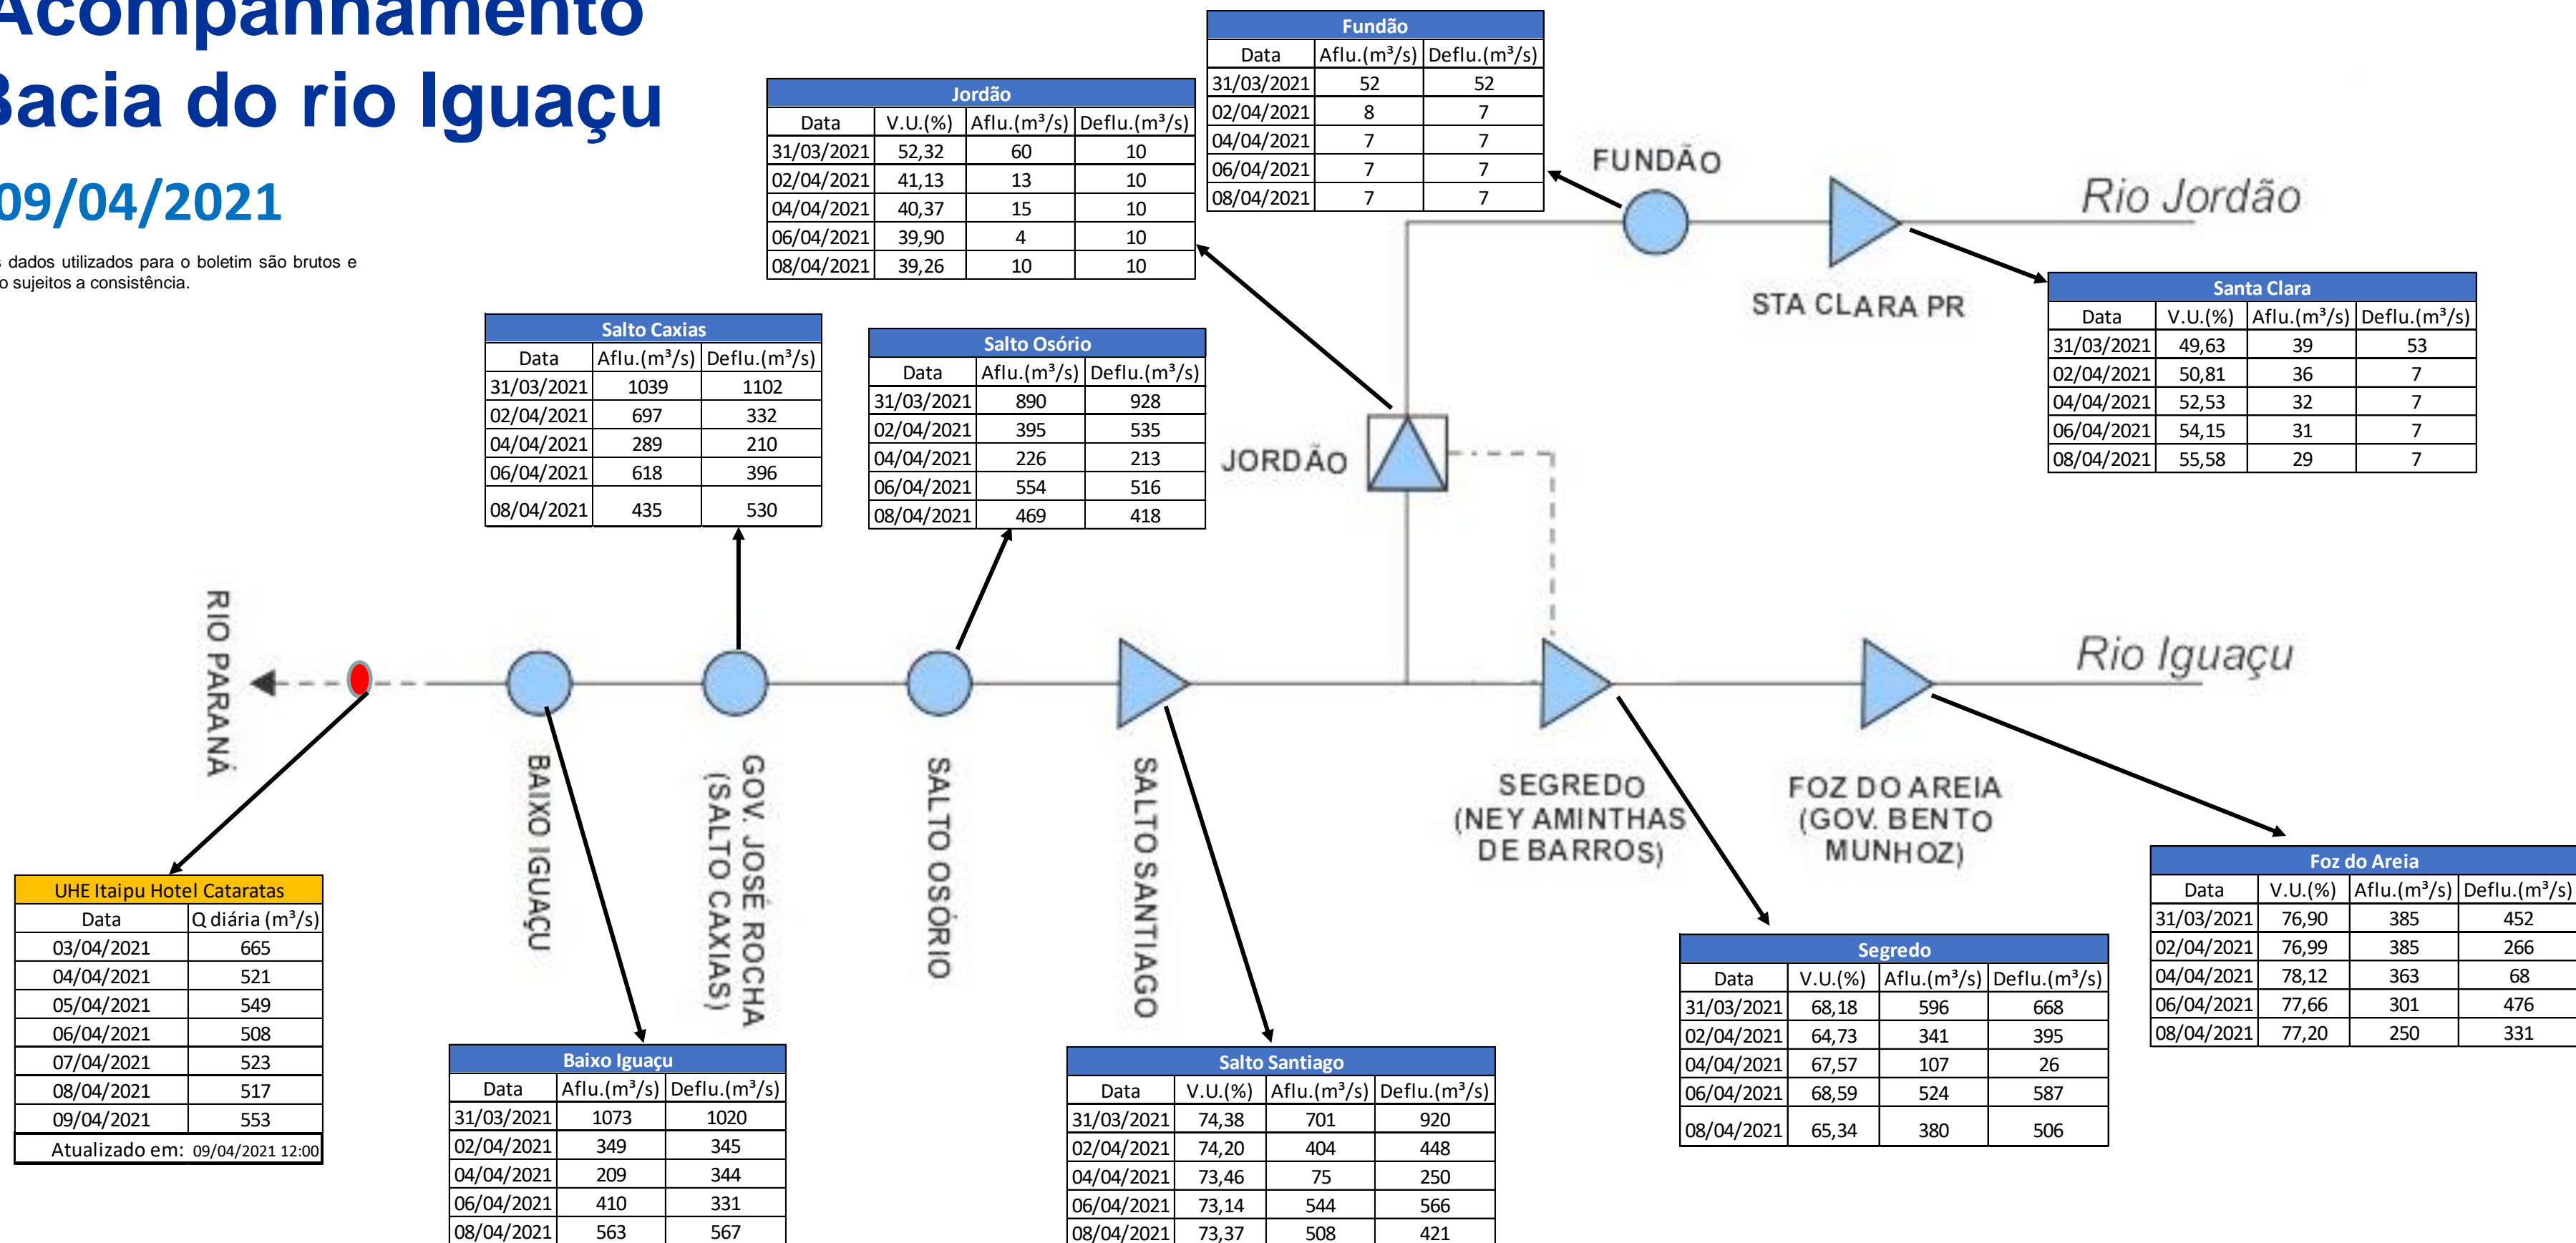 Acompanhamento
Bacia do rio Iguaçu
09/04/2021
s dados utilizados para o boletim são brutos e
o sujeitos a consistência.
Fundão
Data Aflu.(m³/s) Deflu.(m³/s)
31/03/2021 52 52
02/04/2021 8 7
04/04/2021 7 7
06/04/2021 7 7
08/04/2021 7 7
Jordão
Data V.U.(%) Aflu.(m³/s) Deflu.(m³/s)
31/03/2021 52,32 60 10
02/04/2021 41,13 13 10
04/04/2021 40,37 15 10
06/04/2021 39,90 4 10
08/04/2021 39,26 10 10
FUNDÃO
STA CLARA PR
Rio Jordão
Santa Clara
Data V.U.(%) Aflu.(m³/s) Deflu.(m³/s)
31/03/2021 49,63 39 53
02/04/2021 50,81 36 7
04/04/2021 52,53 32 7
06/04/2021 54,15 31 7
08/04/2021 55,58 29 7
Salto Caxias
Data Aflu.(m³/s) Deflu.(m³/s)
31/03/2021 1039 1102
02/04/2021 697 332
04/04/2021 289 210
06/04/2021 618 396
08/04/2021 435 530
Salto Osório
Data Aflu.(m³/s) Deflu.(m³/s)
31/03/2021 890 928
02/04/2021 395 535
04/04/2021 226 213
06/04/2021 554 516
08/04/2021 469 418
JORDÃO
RIO PARANÁ
BAIXO IGUAÇU
GOV. JOSÉ ROCHA
(SALTO CAXIAS)
SALTO OSÓRIO
SALTO SANTIAGO
SEGREDO
(NEY AMINTHAS
DE BARROS)
FOZ DO AREIA
(GOV. BENTO
MUNHOZ)
Rio Iguaçu
UHE Itaipu Hotel Cataratas
Data Q diária (m³/s)
03/04/2021 665
04/04/2021 521
05/04/2021 549
06/04/2021 508
07/04/2021 523
08/04/2021 517
09/04/2021 553
Atualizado em: 09/04/2021 12:00
Baixo Iguaçu
Data Aflu.(m³/s) Deflu.(m³/s)
31/03/2021 1073 1020
02/04/2021 349 345
04/04/2021 209 344
06/04/2021 410 331
08/04/2021 563 567
Salto Santiago
Data V.U.(%) Aflu.(m³/s) Deflu.(m³/s)
31/03/2021 74,38 701 920
02/04/2021 74,20 404 448
04/04/2021 73,46 75 250
06/04/2021 73,14 544 566
08/04/2021 73,37 508 421
Segredo
Data V.U.(%) Aflu.(m³/s) Deflu.(m³/s)
31/03/2021 68,18 596 668
02/04/2021 64,73 341 395
04/04/2021 67,57 107 26
06/04/2021 68,59 524 587
08/04/2021 65,34 380 506
Foz do Areia
Data V.U.(%) Aflu.(m³/s) Deflu.(m³/s)
31/03/2021 76,90 385 452
02/04/2021 76,99 385 266
04/04/2021 78,12 363 68
06/04/2021 77,66 301 476
08/04/2021 77,20 250 331